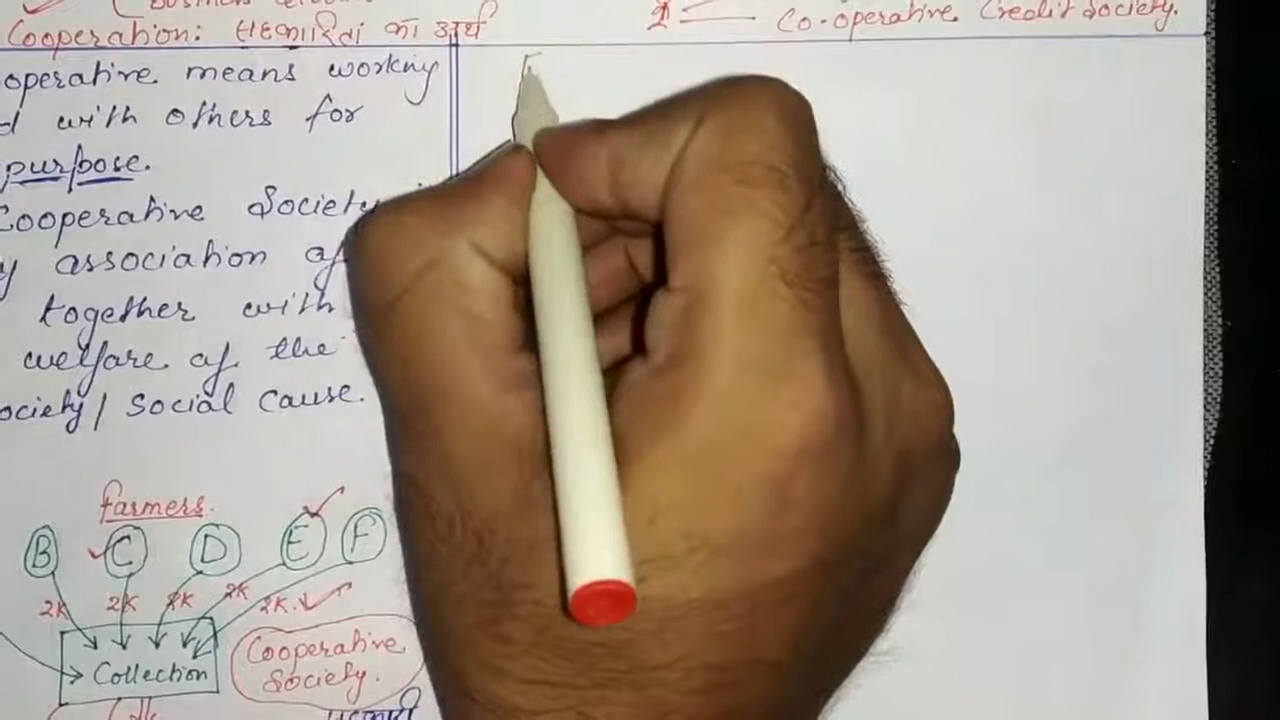 Co-operative Credit Society.
Cooperation: सहकारिता का अर्थ
operative means working
with others for
purpose.
Cooperative Society
association of
together with
welfare of the
ociety / Social Cause.
farmers.
B C D E F
2K 2K 2K 2K 2K.
Collection
Cooperative
Society.